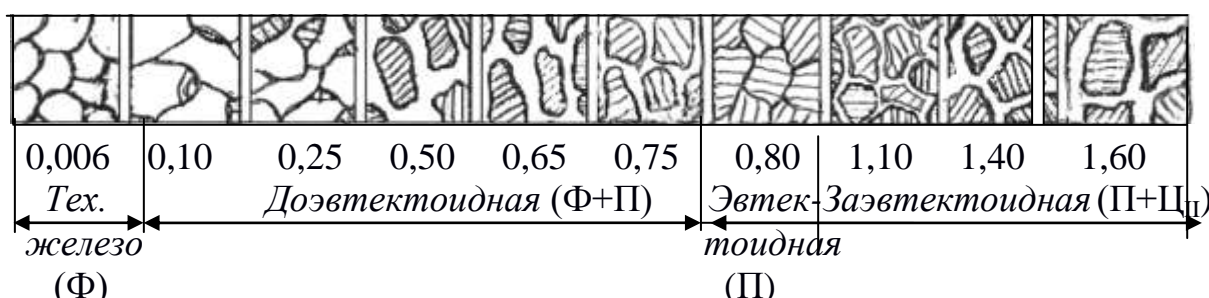 0,006 0,10 0,25 0,50 0,65 0,75 0,80 1,10 1,40 1,60
Тех. Доэвтектоидная (Ф+П) Эвтек- Заэвтектоидная (П+ЦII)
железо тоидная
(Ф) (П)